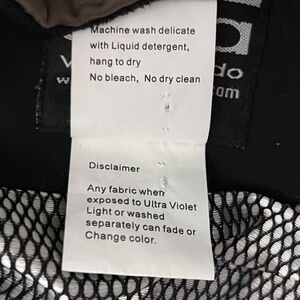 Machine wash delicate
with Liquid detergent,
hang to dry
No bleach, No dry clean
Disclaimer
Any fabric when
exposed to Ultra Violet
Light or washed
separately can fade or
Change color.